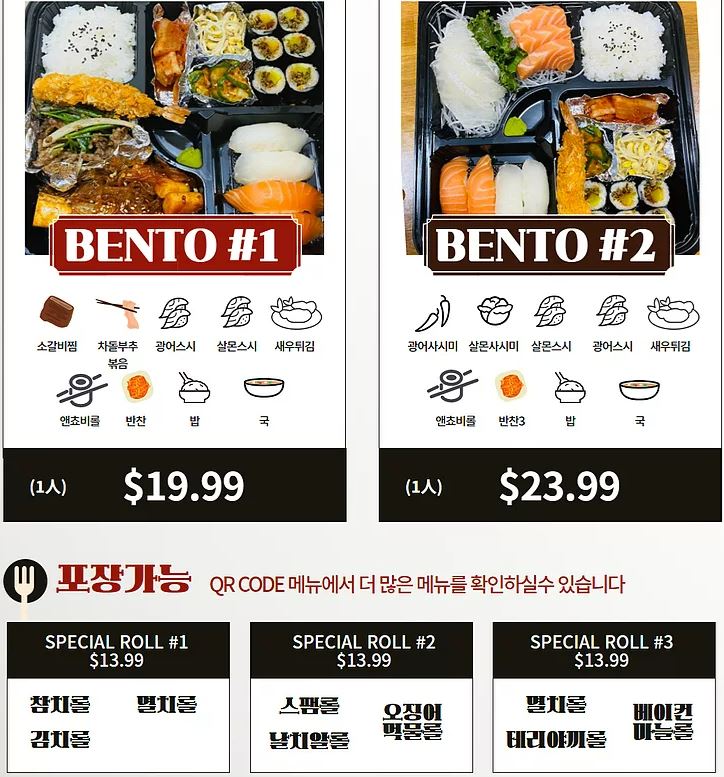 BENTO #1
BENTO #2
소갈비찜 차돌부추볶음 광어스시 살몬스시 새우튀김
앤쵸비롤 반찬 밥 국
광어사시미 살몬사시미 살몬스시 광어스시 새우튀김
앤쵸비롤 반찬3 밥 국
(1人) $19.99
(1人) $23.99
포장가능 QR CODE 메뉴에서 더 많은 메뉴를 확인하실수 있습니다
SPECIAL ROLL #1
$13.99
참치롤 멸치롤
김치롤
SPECIAL ROLL #2
$13.99
스팸롤 오징어먹물롤
날치알롤
SPECIAL ROLL #3
$13.99
멸치롤 베이컨마늘롤
테리야끼롤